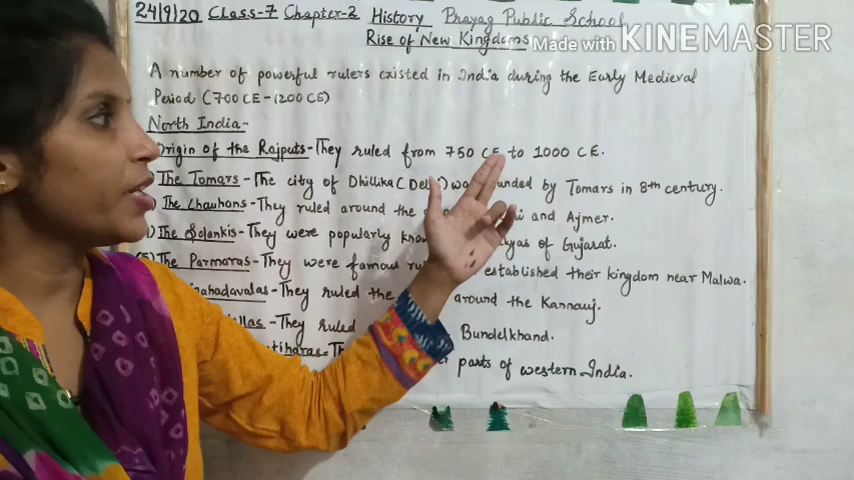 24/9/20 Class-7 Chapter-2 History Prayag Public School
Rise of New Kingdoms Made with KINEMASTER
A number of powerful rulers existed in India during the Early Medieval
Period (700 CE-1200 CE)
North India-
Origin of the Rajputs-They ruled from 750 CE to 1000 CE.
The Tomars- The city of Dhillika (Delhi) was founded by Tomars in 8th century.
The Chauhans- They ruled around the and Ajmer.
The Solankis- They were popularly of Gujarat.
(5) The Parmaras- They were famous established their kingdom near Malwa.
They ruled the around the Kannauj.
They ruled Bundelkhand.
parts of western India.